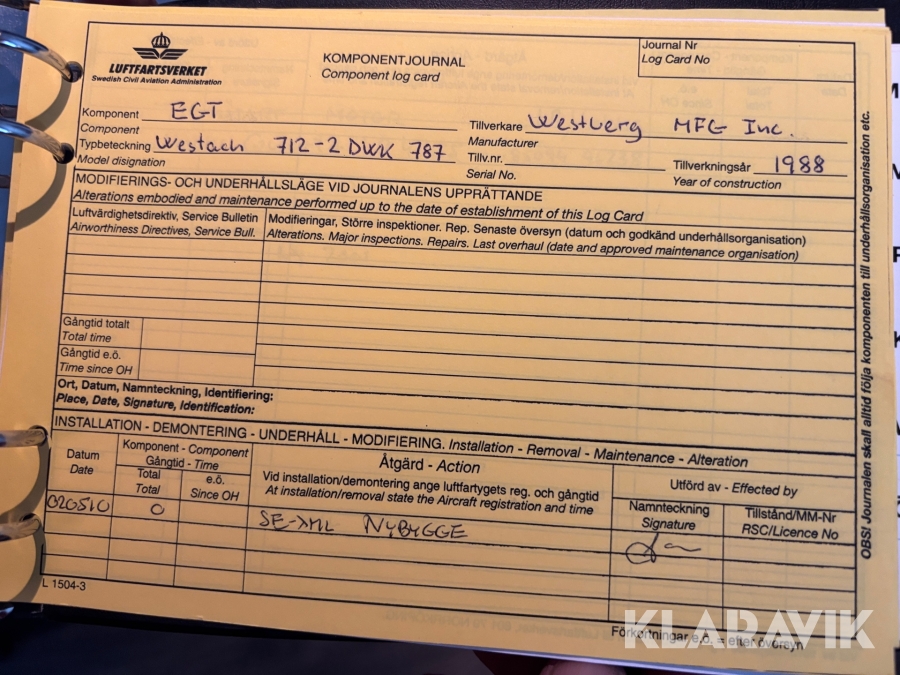 LUFTFARTSVERKET
Swedish Civil Aviation Administration
KOMPONENTJOURNAL
Component log card
Journal Nr
Log Card No
Komponent EGT
Component
Tillverkare Westberg MFG Inc.
Manufacturer
Typbeteckning Westach 712-2DWK 787
Model disignation
Tillv.nr.
Serial No.
Tillverkningsår 1988
Year of construction
MODIFIERINGS- OCH UNDERHÅLLSLÄGE VID JOURNALENS UPPRÄTTANDE
Alterations embodied and maintenance performed up to the date of establishment of this Log Card
Luftvärdighetsdirektiv, Service Bulletin
Airworthiness Directives, Service Bull.
Modifieringar, Större inspektioner. Rep. Senaste översyn (datum och godkänd underhållsorganisation)
Alterations. Major inspections. Repairs. Last overhaul (date and approved maintenance organisation)
Gångtid totalt
Total time
Gångtid e.ö.
Time since OH
Ort, Datum, Namnteckning, Identifiering:
Place, Date, Signature, Identification:
INSTALLATION - DEMONTERING - UNDERHÅLL - MODIFIERING. Installation - Removal - Maintenance - Alteration
Datum
Date
Komponent - Component
Gångtid - Time
Total
Total
e.ö.
Since OH
Åtgärd - Action
Vid installation/demontering ange luftfartygets reg. och gångtid
At installation/removal state the Aircraft registration and time
Utförd av - Effected by
Namnteckning
Signature
Tillstånd/MM-Nr
RSC/Licence No
020510 0 SE-XML NYBYGGE
L 1504-3
Förkortningar e.ö. = efter översyn
OBS! Journalen skall alltid följa komponenten till underhållsorganisation etc.
KLARAVIK